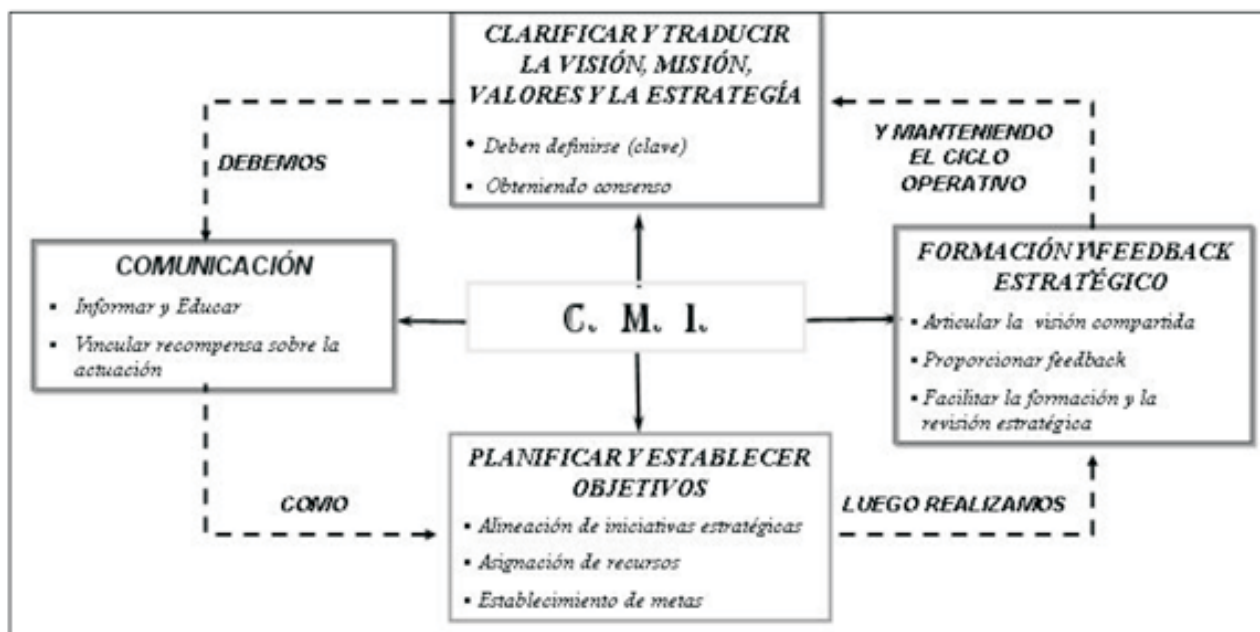 CLARIFICAR Y TRADUCIR
LA VISIÓN, MISIÓN,
VALORES Y LA ESTRATEGÍA
• Deben definirse (clave)
• Obteniendo consenso
DEBEMOS
Y MANTENIENDO
EL CICLO
OPERATIVO
COMUNICACIÓN
▪ Informar y Educar
▪ Vincular recompensa sobre la
actuación
C. M. I.
FORMACIÓN Y FEEDBACK
ESTRATÉGICO
▪ Articular la visión compartida
▪ Proporcionar feedback
▪ Facilitar la formación y la
revisión estratégica
COMO
PLANIFICAR Y ESTABLECER
OBJETIVOS
▪ Alineación de iniciativas estratégicas
▪ Asignación de recursos
▪ Establecimiento de metas
LUEGO REALIZAMOS